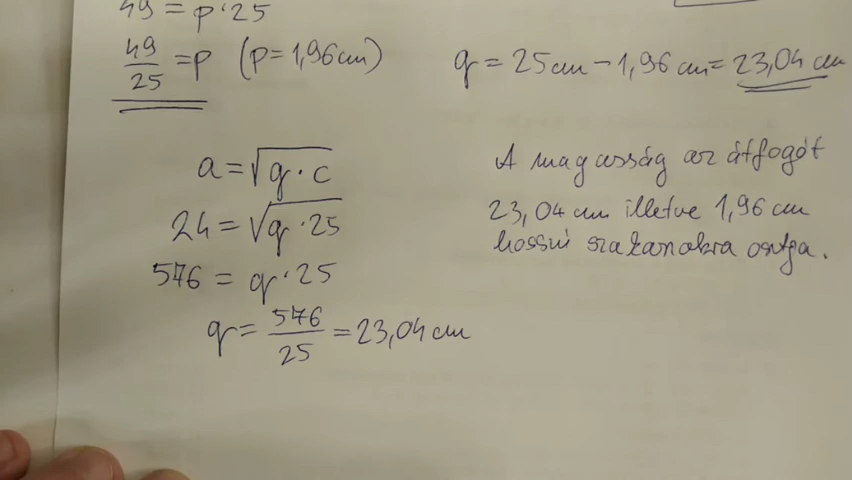 49 = p · 25
49/25 = p (p = 1,96 cm)
q = 25 cm − 1,96 cm = 23,04 cm
a = √(q · c)
24 = √(q · 25)
576 = q · 25
q = 576/25 = 23,04 cm
A magasság az átfogót
23,04 cm illetve 1,96 cm
hosszú szakaszokra osztja.